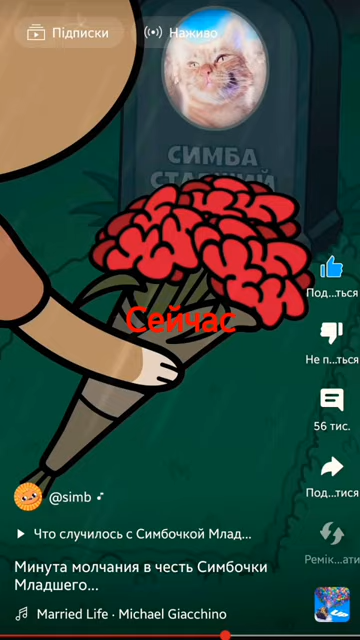 Підписки
Наживо
СИМБА
СТАРШИЙ
Сейчас
Под...ться
Не п...ться
56 тис.
Под...тися
Ремік...ати
@simb
Что случилось с Симбочкой Млад...
Минута молчания в честь Симбочки
Младшего...
Married Life · Michael Giacchino